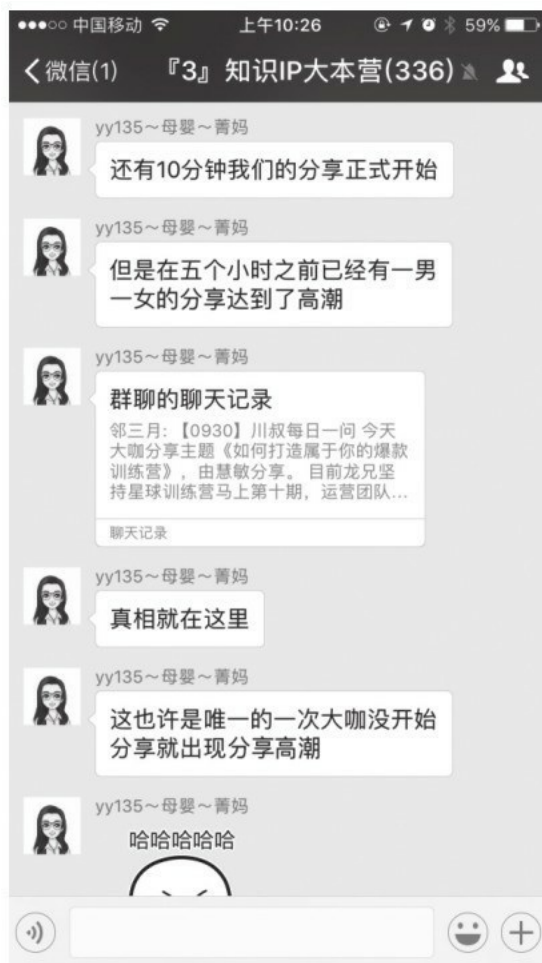 中国移动 上午10:26 59%
微信(1) 『3』知识IP大本营(336)
yy135～母婴～菁妈
还有10分钟我们的分享正式开始
yy135～母婴～菁妈
但是在五个小时之前已经有一男
一女的分享达到了高潮
yy135～母婴～菁妈
群聊的聊天记录
邻三月:【0930】川叔每日一问 今天
大咖分享主题《如何打造属于你的爆款
训练营》，由慧敏分享。 目前龙兄坚
持星球训练营马上第十期，运营团队...
聊天记录
yy135～母婴～菁妈
真相就在这里
yy135～母婴～菁妈
这也许是唯一的一次大咖没开始
分享就出现分享高潮
yy135～母婴～菁妈
哈哈哈哈哈